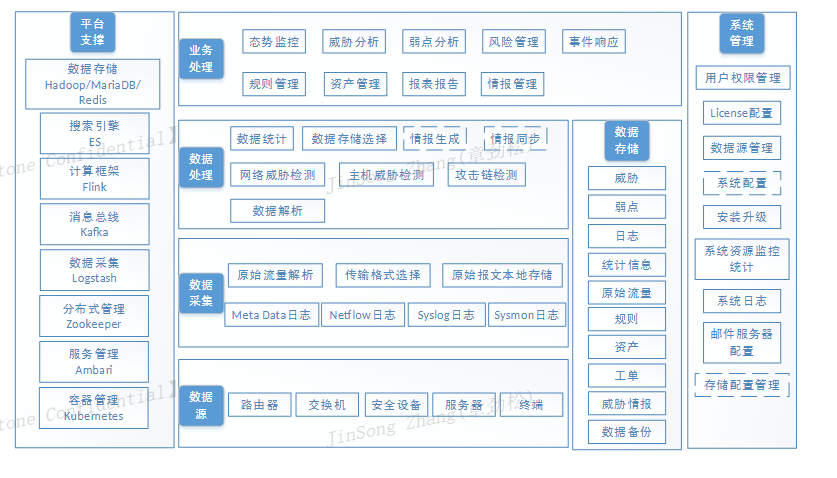 平台
支撑
数据存储
Hadoop/MariaDB/
Redis
搜索引擎
ES
计算框架
Flink
消息总线
Kafka
数据采集
Logstash
分布式管理
Zookeeper
服务管理
Ambari
容器管理
Kubernetes
业务
处理
态势监控
威胁分析
弱点分析
风险管理
事件响应
规则管理
资产管理
报表报告
情报管理
数据
处理
数据统计
数据存储选择
情报生成
情报同步
网络威胁检测
主机威胁检测
攻击链检测
数据解析
数据
采集
原始流量解析
传输格式选择
原始报文本地存储
Meta Data日志
Netflow日志
Syslog日志
Sysmon日志
数据
源
路由器
交换机
安全设备
服务器
终端
数据
存储
威胁
弱点
日志
统计信息
原始流量
规则
资产
工单
威胁情报
数据备份
系统
管理
用户权限管理
License配置
数据源管理
系统配置
安装升级
系统资源监控
统计
系统日志
邮件服务器
配置
存储配置管理
tone Confidential】
JinSong Zhang(章劲松)
tone Confidential】
JinSong Zhang(章劲松)